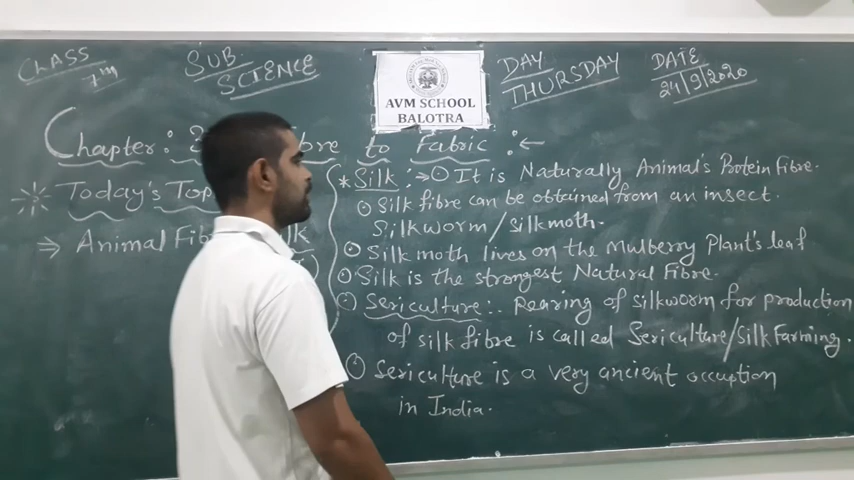 CLASS
7th
SUB.
SCIENCE
AVM SCHOOL
BALOTRA
DAY
THURSDAY
DATE
24/9/2020
Chapter: 3 to Fabric :←
Today's
⇒ Animal
* Silk :→ ⊙ It is Naturally Animal's Protein Fibre.
⊙ Silk fibre can be obtained from an insect.
Silkworm/silkmoth.
⊙ Silk moth lives on the Mulberry Plant's leaf
⊙ Silk is the strongest Natural Fibre.
⊙ Sericulture:- Rearing of silkworm for production
of silk fibre is called Sericulture/Silk Farming.
⊙ Sericulture is a very ancient occuption
in India.